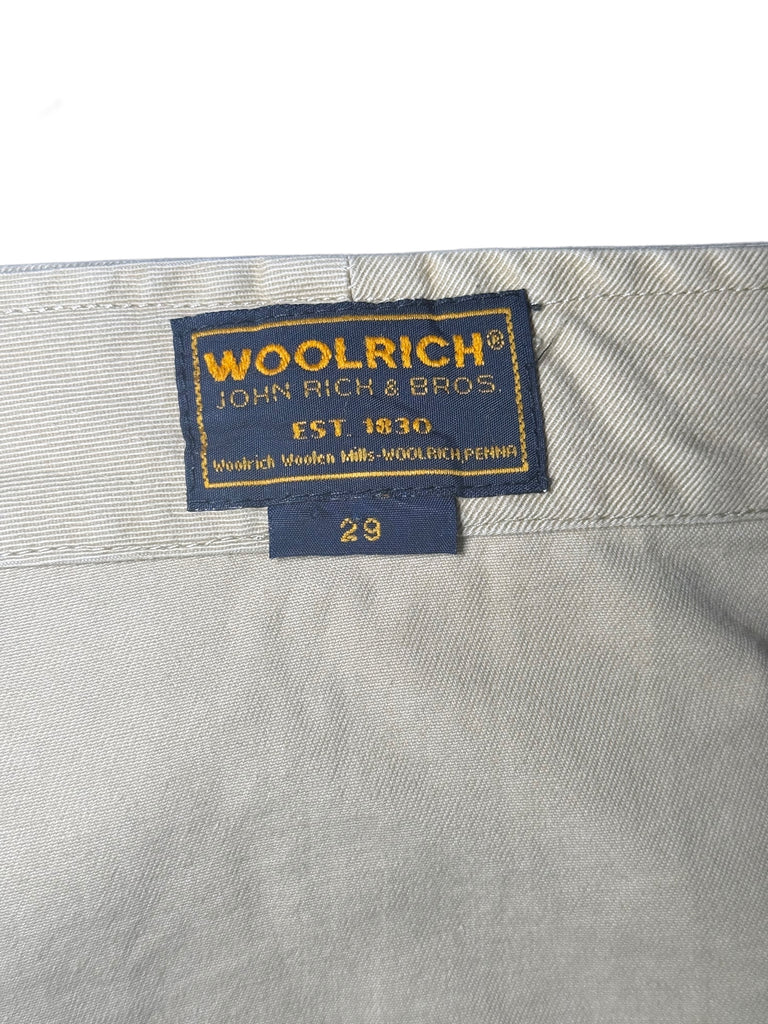 WOOLRICH®
JOHN RICH & BROS.
EST. 1830
Woolrich Woolen Mills-WOOLRICH,PENNA
29